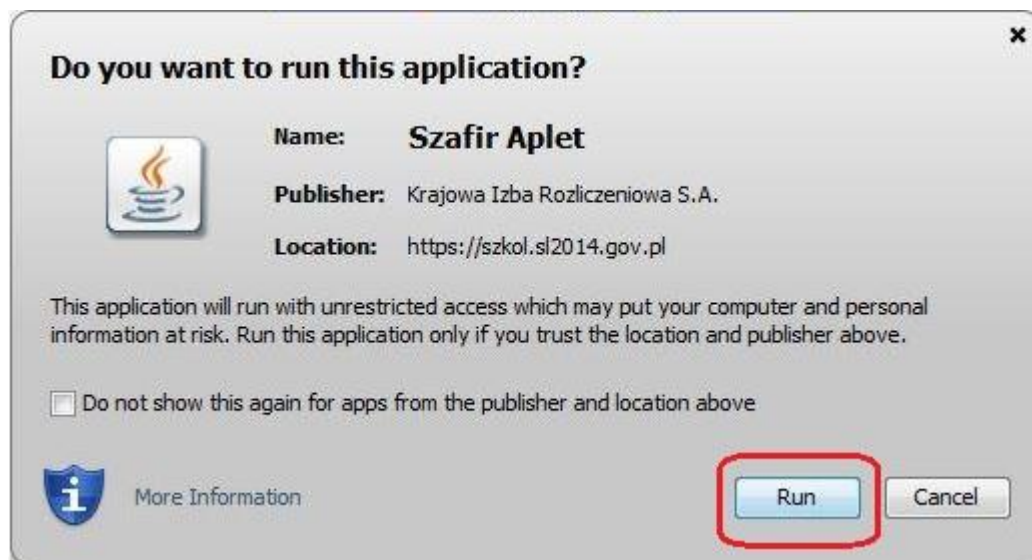 Do you want to run this application?
Name: Szafir Aplet
Publisher: Krajowa Izba Rozliczeniowa S.A.
Location: https://szkol.sl2014.gov.pl
This application will run with unrestricted access which may put your computer and personal
information at risk. Run this application only if you trust the location and publisher above.
Do not show this again for apps from the publisher and location above
More Information
Run
Cancel